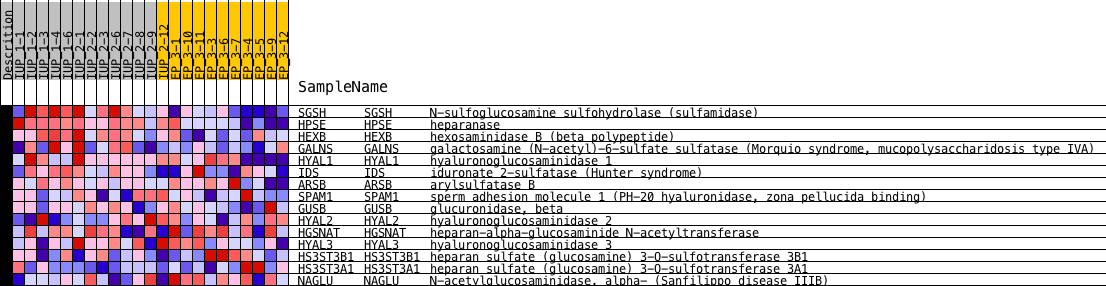 Descrition
IUP_1-1
IUP_1-2
IUP_1-3
IUP_1-4
IUP_1-6
IUP_2-1
IUP_2-2
IUP_2-3
IUP_2-6
IUP_2-7
IUP_2-8
IUP_2-9
IUP_2-12
EP_3-1
EP_3-10
EP_3-11
EP_3-3
EP_3-6
EP_3-7
EP_3-4
EP_3-5
EP_3-9
EP_3-12
SampleName
SGSH SGSH N-sulfoglucosamine sulfohydrolase (sulfamidase)
HPSE HPSE heparanase
HEXB HEXB hexosaminidase B (beta polypeptide)
GALNS GALNS galactosamine (N-acetyl)-6-sulfate sulfatase (Morquio syndrome, mucopolysaccharidosis type IVA)
HYAL1 HYAL1 hyaluronoglucosaminidase 1
IDS IDS iduronate 2-sulfatase (Hunter syndrome)
ARSB ARSB arylsulfatase B
SPAM1 SPAM1 sperm adhesion molecule 1 (PH-20 hyaluronidase, zona pellucida binding)
GUSB GUSB glucuronidase, beta
HYAL2 HYAL2 hyaluronoglucosaminidase 2
HGSNAT HGSNAT heparan-alpha-glucosaminide N-acetyltransferase
HYAL3 HYAL3 hyaluronoglucosaminidase 3
HS3ST3B1 HS3ST3B1 heparan sulfate (glucosamine) 3-O-sulfotransferase 3B1
HS3ST3A1 HS3ST3A1 heparan sulfate (glucosamine) 3-O-sulfotransferase 3A1
NAGLU NAGLU N-acetylglucosaminidase, alpha- (Sanfilippo disease IIIB)